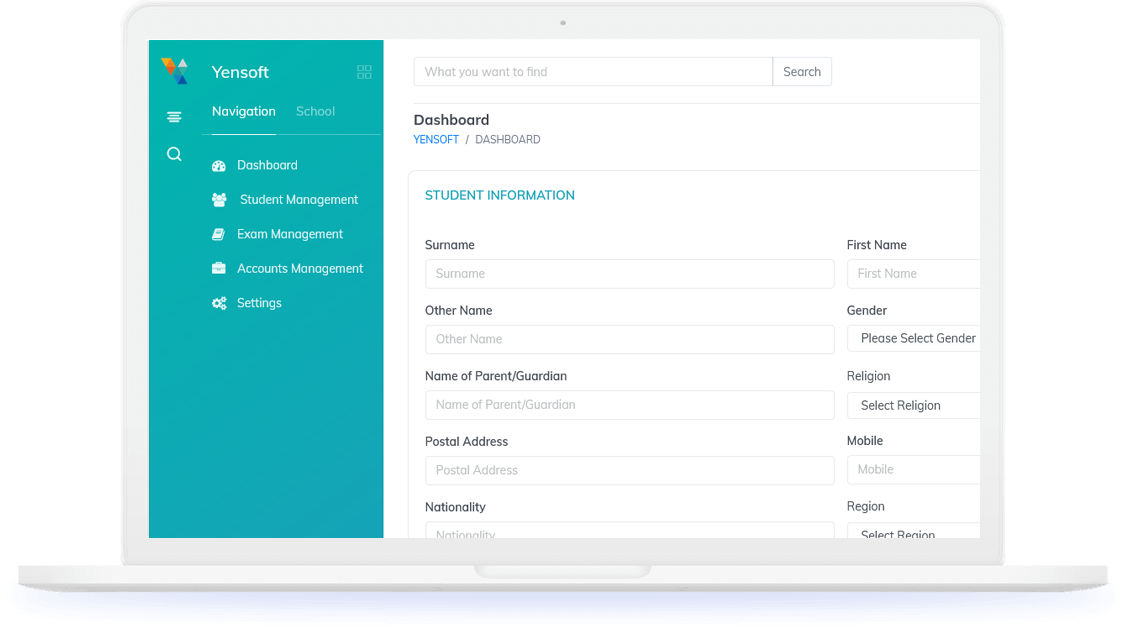 Yensoft
Navigation School
Dashboard
Student Management
Exam Management
Accounts Management
Settings
What you want to find Search
Dashboard
YENSOFT / DASHBOARD
STUDENT INFORMATION
Surname First Name
Surname First Name
Other Name Gender
Other Name Please Select Gender
Name of Parent/Guardian Religion
Name of Parent/Guardian Select Religion
Postal Address Mobile
Postal Address Mobile
Nationality Region
Nationality Select Region